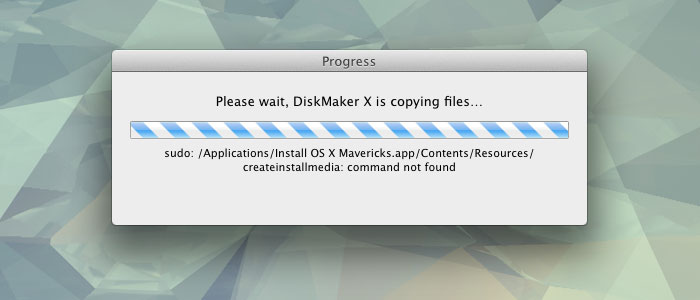 Progress
Please wait, DiskMaker X is copying files...
sudo: /Applications/Install OS X Mavericks.app/Contents/Resources/
createinstallmedia: command not found